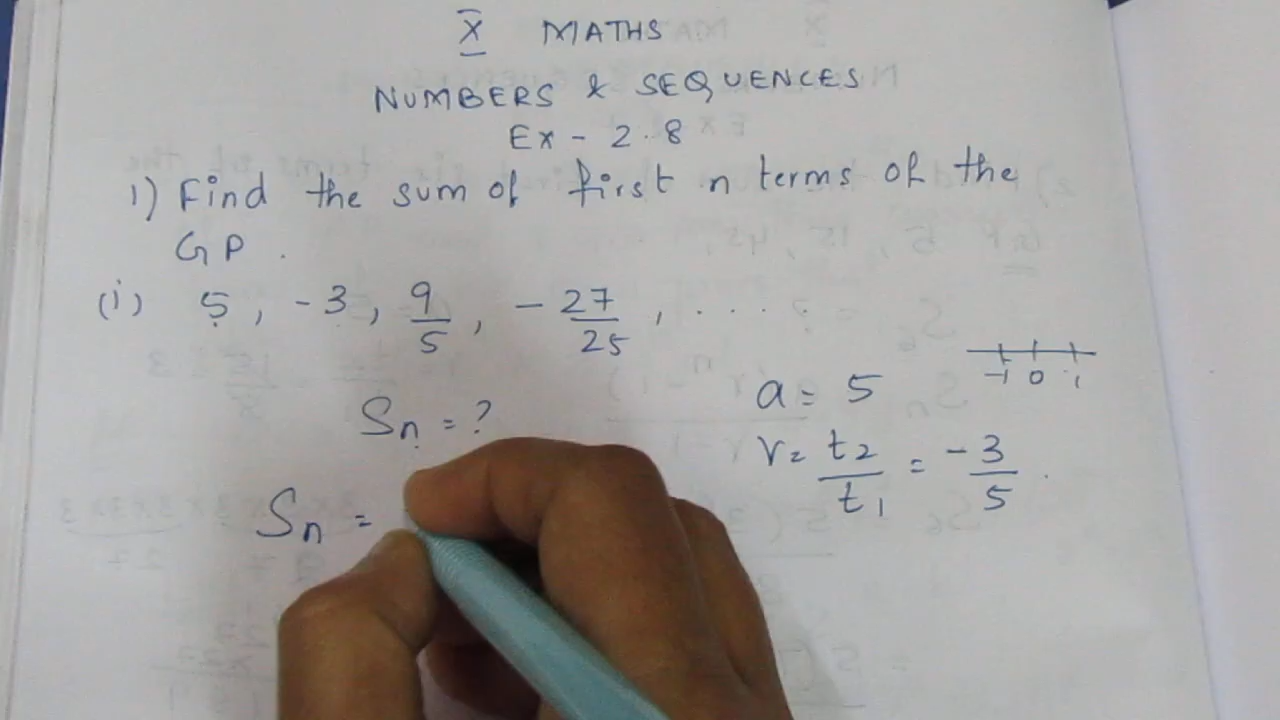 X MATHS
NUMBERS & SEQUENCES
Ex - 2.8
1) Find the sum of first n terms of the
GP.
(i) 5, -3, 9/5, -27/25, .....
-1 0 1
a = 5
Sn = ?
r = t2/t1 = -3/5.
Sn =